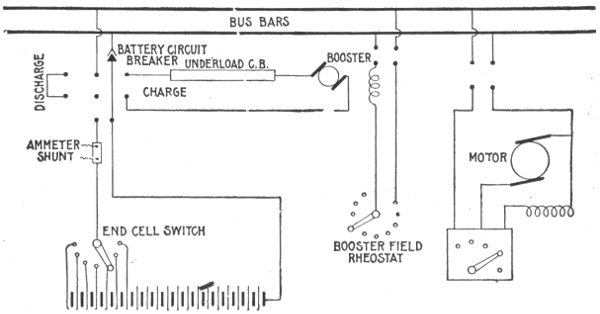 BUS BARS
BATTERY CIRCUIT
BREAKER
UNDERLOAD C.B.
BOOSTER
DISCHARGE
CHARGE
AMMETER
SHUNT
MOTOR
END CELL SWITCH
BOOSTER FIELD
RHEOSTAT